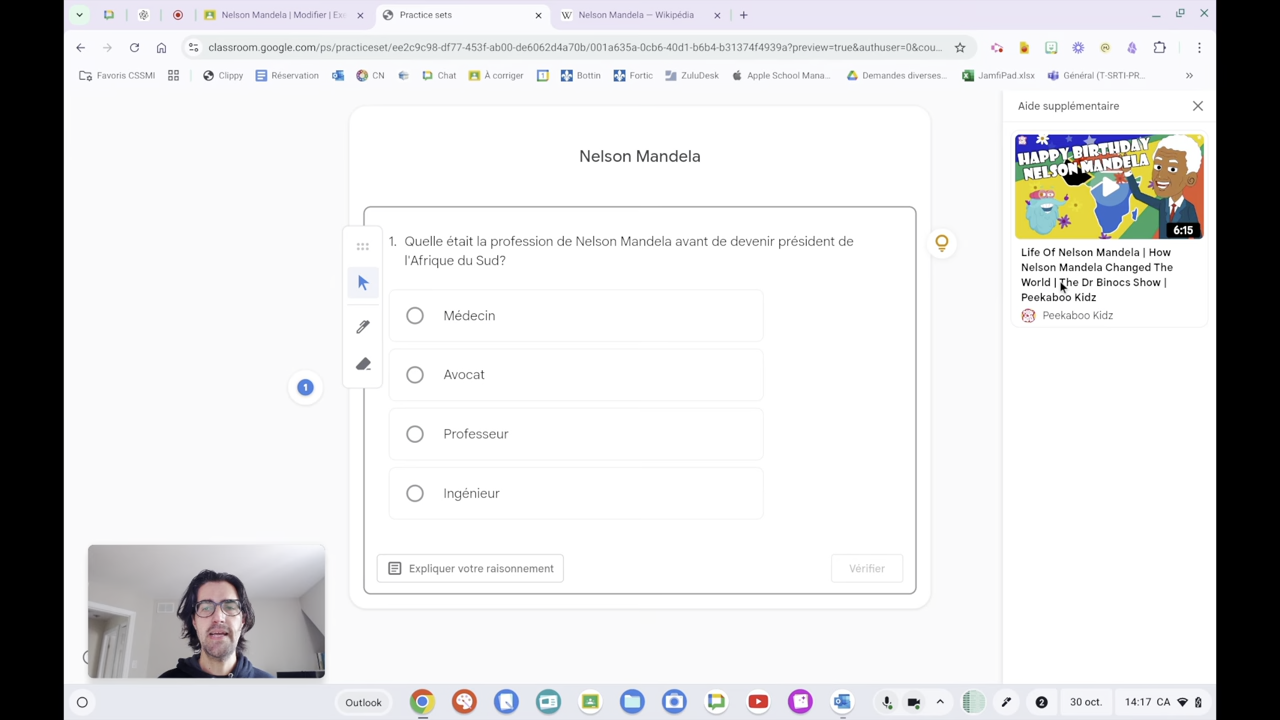 Nelson Mandela | Modifier | Exe
Practice sets
Nelson Mandela — Wikipédia
classroom.google.com/ps/practiceset/ee2c9c98-df77-453f-ab00-de6062d4a70b/001a635a-0cb6-40d1-b6b4-b31374f4939a?preview=true&authuser=0&cou...
Favoris CSSMI
Clippy
Réservation
CN
Chat
À corriger
Bottin
Fortic
ZuluDesk
Apple School Mana...
Demandes diverses...
JamfiPad.xlsx
Général (T-SRTI-PR...
»
Aide supplémentaire
HAPPY BIRTHDAY
NELSON MANDELA
6:15
Life Of Nelson Mandela | How
Nelson Mandela Changed The
World | The Dr Binocs Show |
Peekaboo Kidz
Peekaboo Kidz
Nelson Mandela
1. Quelle était la profession de Nelson Mandela avant de devenir président de
l'Afrique du Sud?
Médecin
Avocat
Professeur
Ingénieur
1
Expliquer votre raisonnement
Vérifier
Outlook
2
30 oct.
14:17 CA